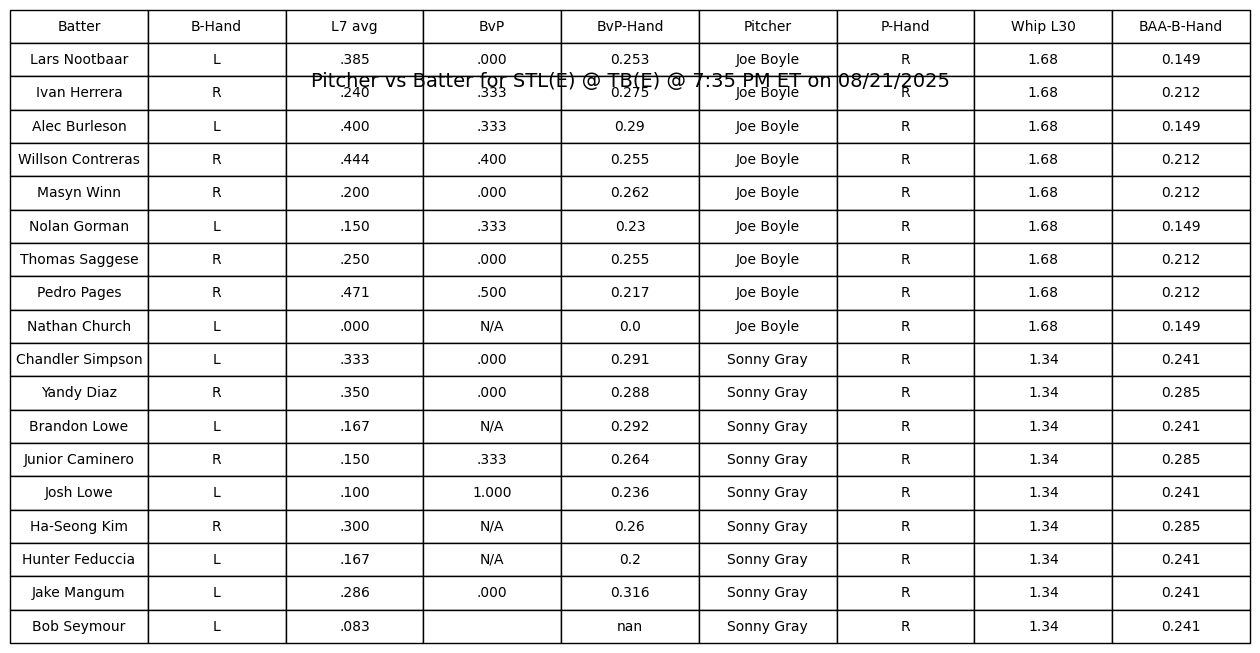 Batter B-Hand L7 avg BvP BvP-Hand Pitcher P-Hand Whip L30 BAA-B-Hand
Lars Nootbaar L .385 .000 0.253 Joe Boyle R 1.68 0.149
Pitcher vs Batter for STL(E) @ TB(E) @ 7:35 PM ET on 08/21/2025
Ivan Herrera R .240 .333 0.275 Joe Boyle R 1.68 0.212
Alec Burleson L .400 .333 0.29 Joe Boyle R 1.68 0.149
Willson Contreras R .444 .400 0.255 Joe Boyle R 1.68 0.212
Masyn Winn R .200 .000 0.262 Joe Boyle R 1.68 0.212
Nolan Gorman L .150 .333 0.23 Joe Boyle R 1.68 0.149
Thomas Saggese R .250 .000 0.255 Joe Boyle R 1.68 0.212
Pedro Pages R .471 .500 0.217 Joe Boyle R 1.68 0.212
Nathan Church L .000 N/A 0.0 Joe Boyle R 1.68 0.149
Chandler Simpson L .333 .000 0.291 Sonny Gray R 1.34 0.241
Yandy Diaz R .350 .000 0.288 Sonny Gray R 1.34 0.285
Brandon Lowe L .167 N/A 0.292 Sonny Gray R 1.34 0.241
Junior Caminero R .150 .333 0.264 Sonny Gray R 1.34 0.285
Josh Lowe L .100 1.000 0.236 Sonny Gray R 1.34 0.241
Ha-Seong Kim R .300 N/A 0.26 Sonny Gray R 1.34 0.285
Hunter Feduccia L .167 N/A 0.2 Sonny Gray R 1.34 0.241
Jake Mangum L .286 .000 0.316 Sonny Gray R 1.34 0.241
Bob Seymour L .083 nan Sonny Gray R 1.34 0.241